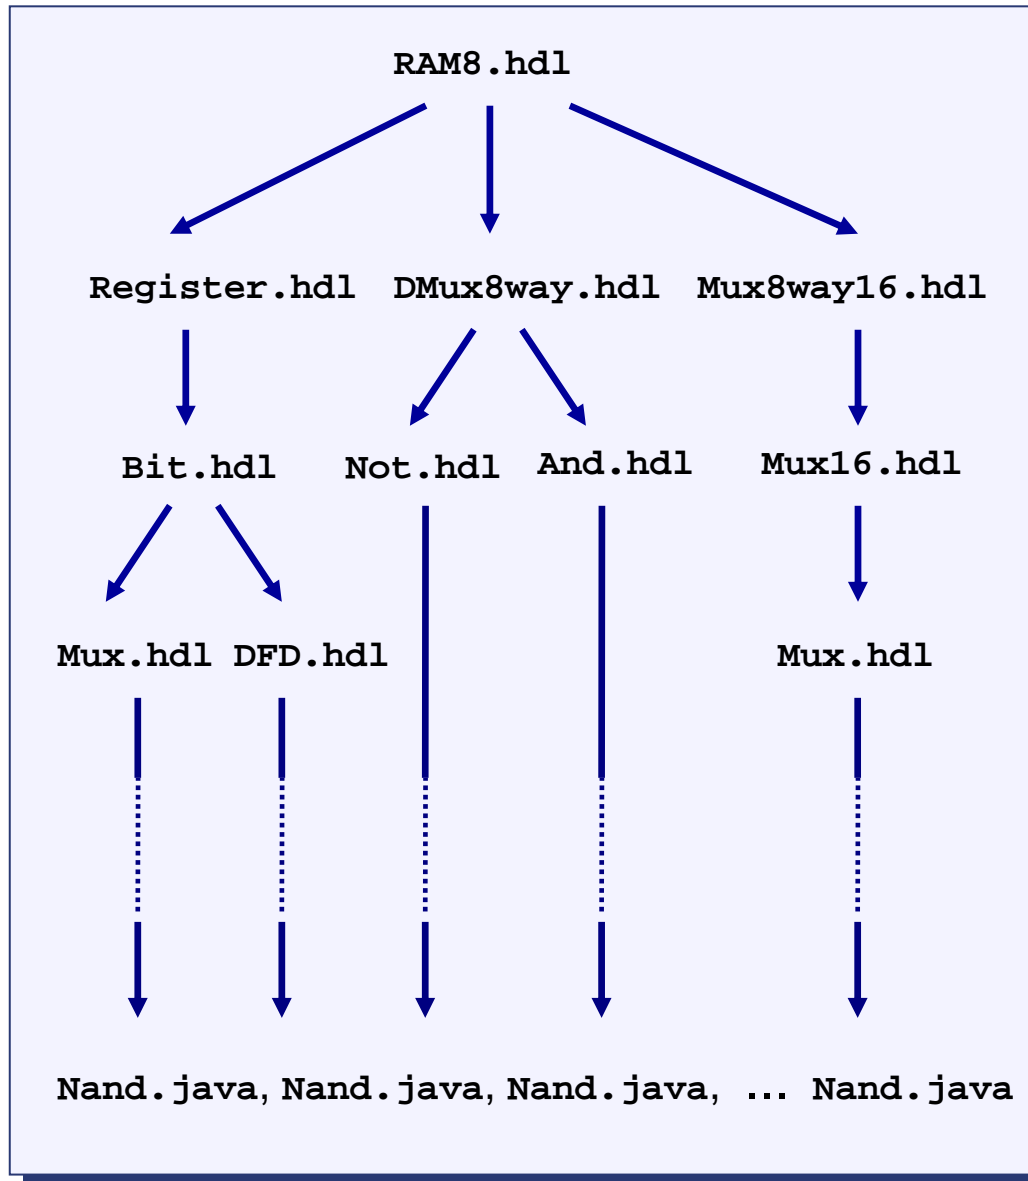 RAM8.hdl
Register.hdl DMux8way.hdl Mux8way16.hdl
Bit.hdl Not.hdl And.hdl Mux16.hdl
Mux.hdl DFD.hdl Mux.hdl
Nand.java, Nand.java, Nand.java, ... Nand.java